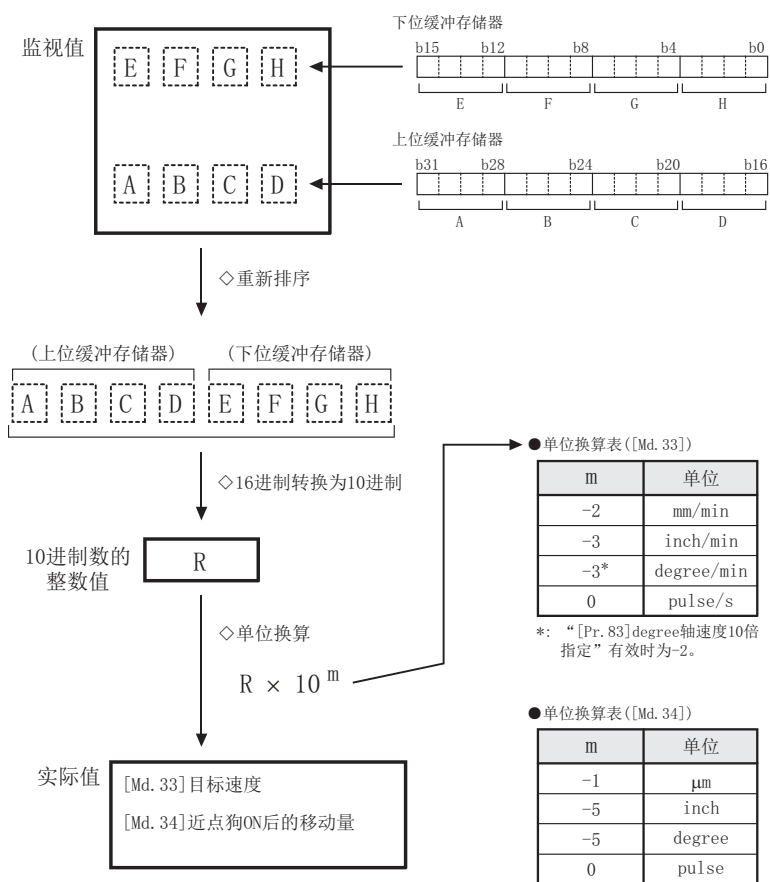 下位缓冲存储器
监视值
b15 b12 b8 b4 b0
E F G H
E F G H
上位缓冲存储器
b31 b28 b24 b20 b16
A B C D
A B C D
◇重新排序
(上位缓冲存储器) (下位缓冲存储器)
A B C D E F G H
◇16进制转换为10进制
10进制数的
整数值
R
◇单位换算
R × 10 m
实际值
[Md.33]目标速度
[Md.34]近点狗ON后的移动量
●单位换算表([Md.33])
m 单位
-2 mm/min
-3 inch/min
-3* degree/min
0 pulse/s
*: “[Pr.83]degree轴速度10倍
指定”有效时为-2。
●单位换算表([Md.34])
m 单位
-1 μm
-5 inch
-5 degree
0 pulse